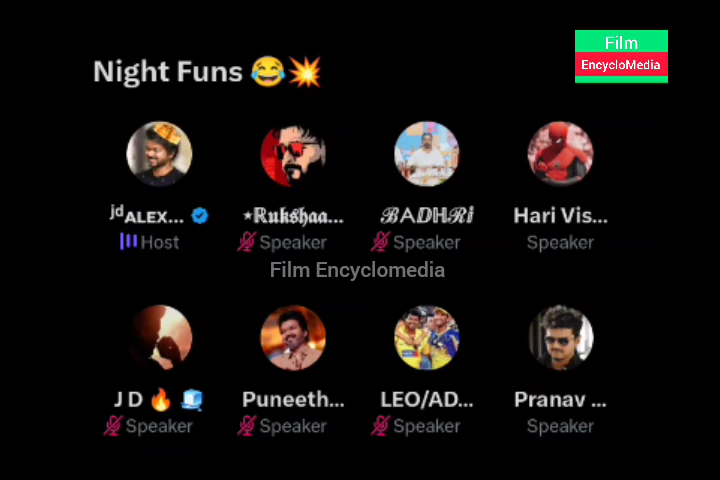 Night Funs 😂💥
Film
EncycloMedia
jdALEX...
Host
⋆ℝ𝖚𝖐𝖘𝖍𝖆𝖆...
Speaker
ℬA𝔻ℍℛ𝕚
Speaker
Hari Vis...
Speaker
Film Encyclomedia
J D 🔥 🧊
Speaker
Puneeth...
Speaker
LEO/AD...
Speaker
Pranav ...
Speaker